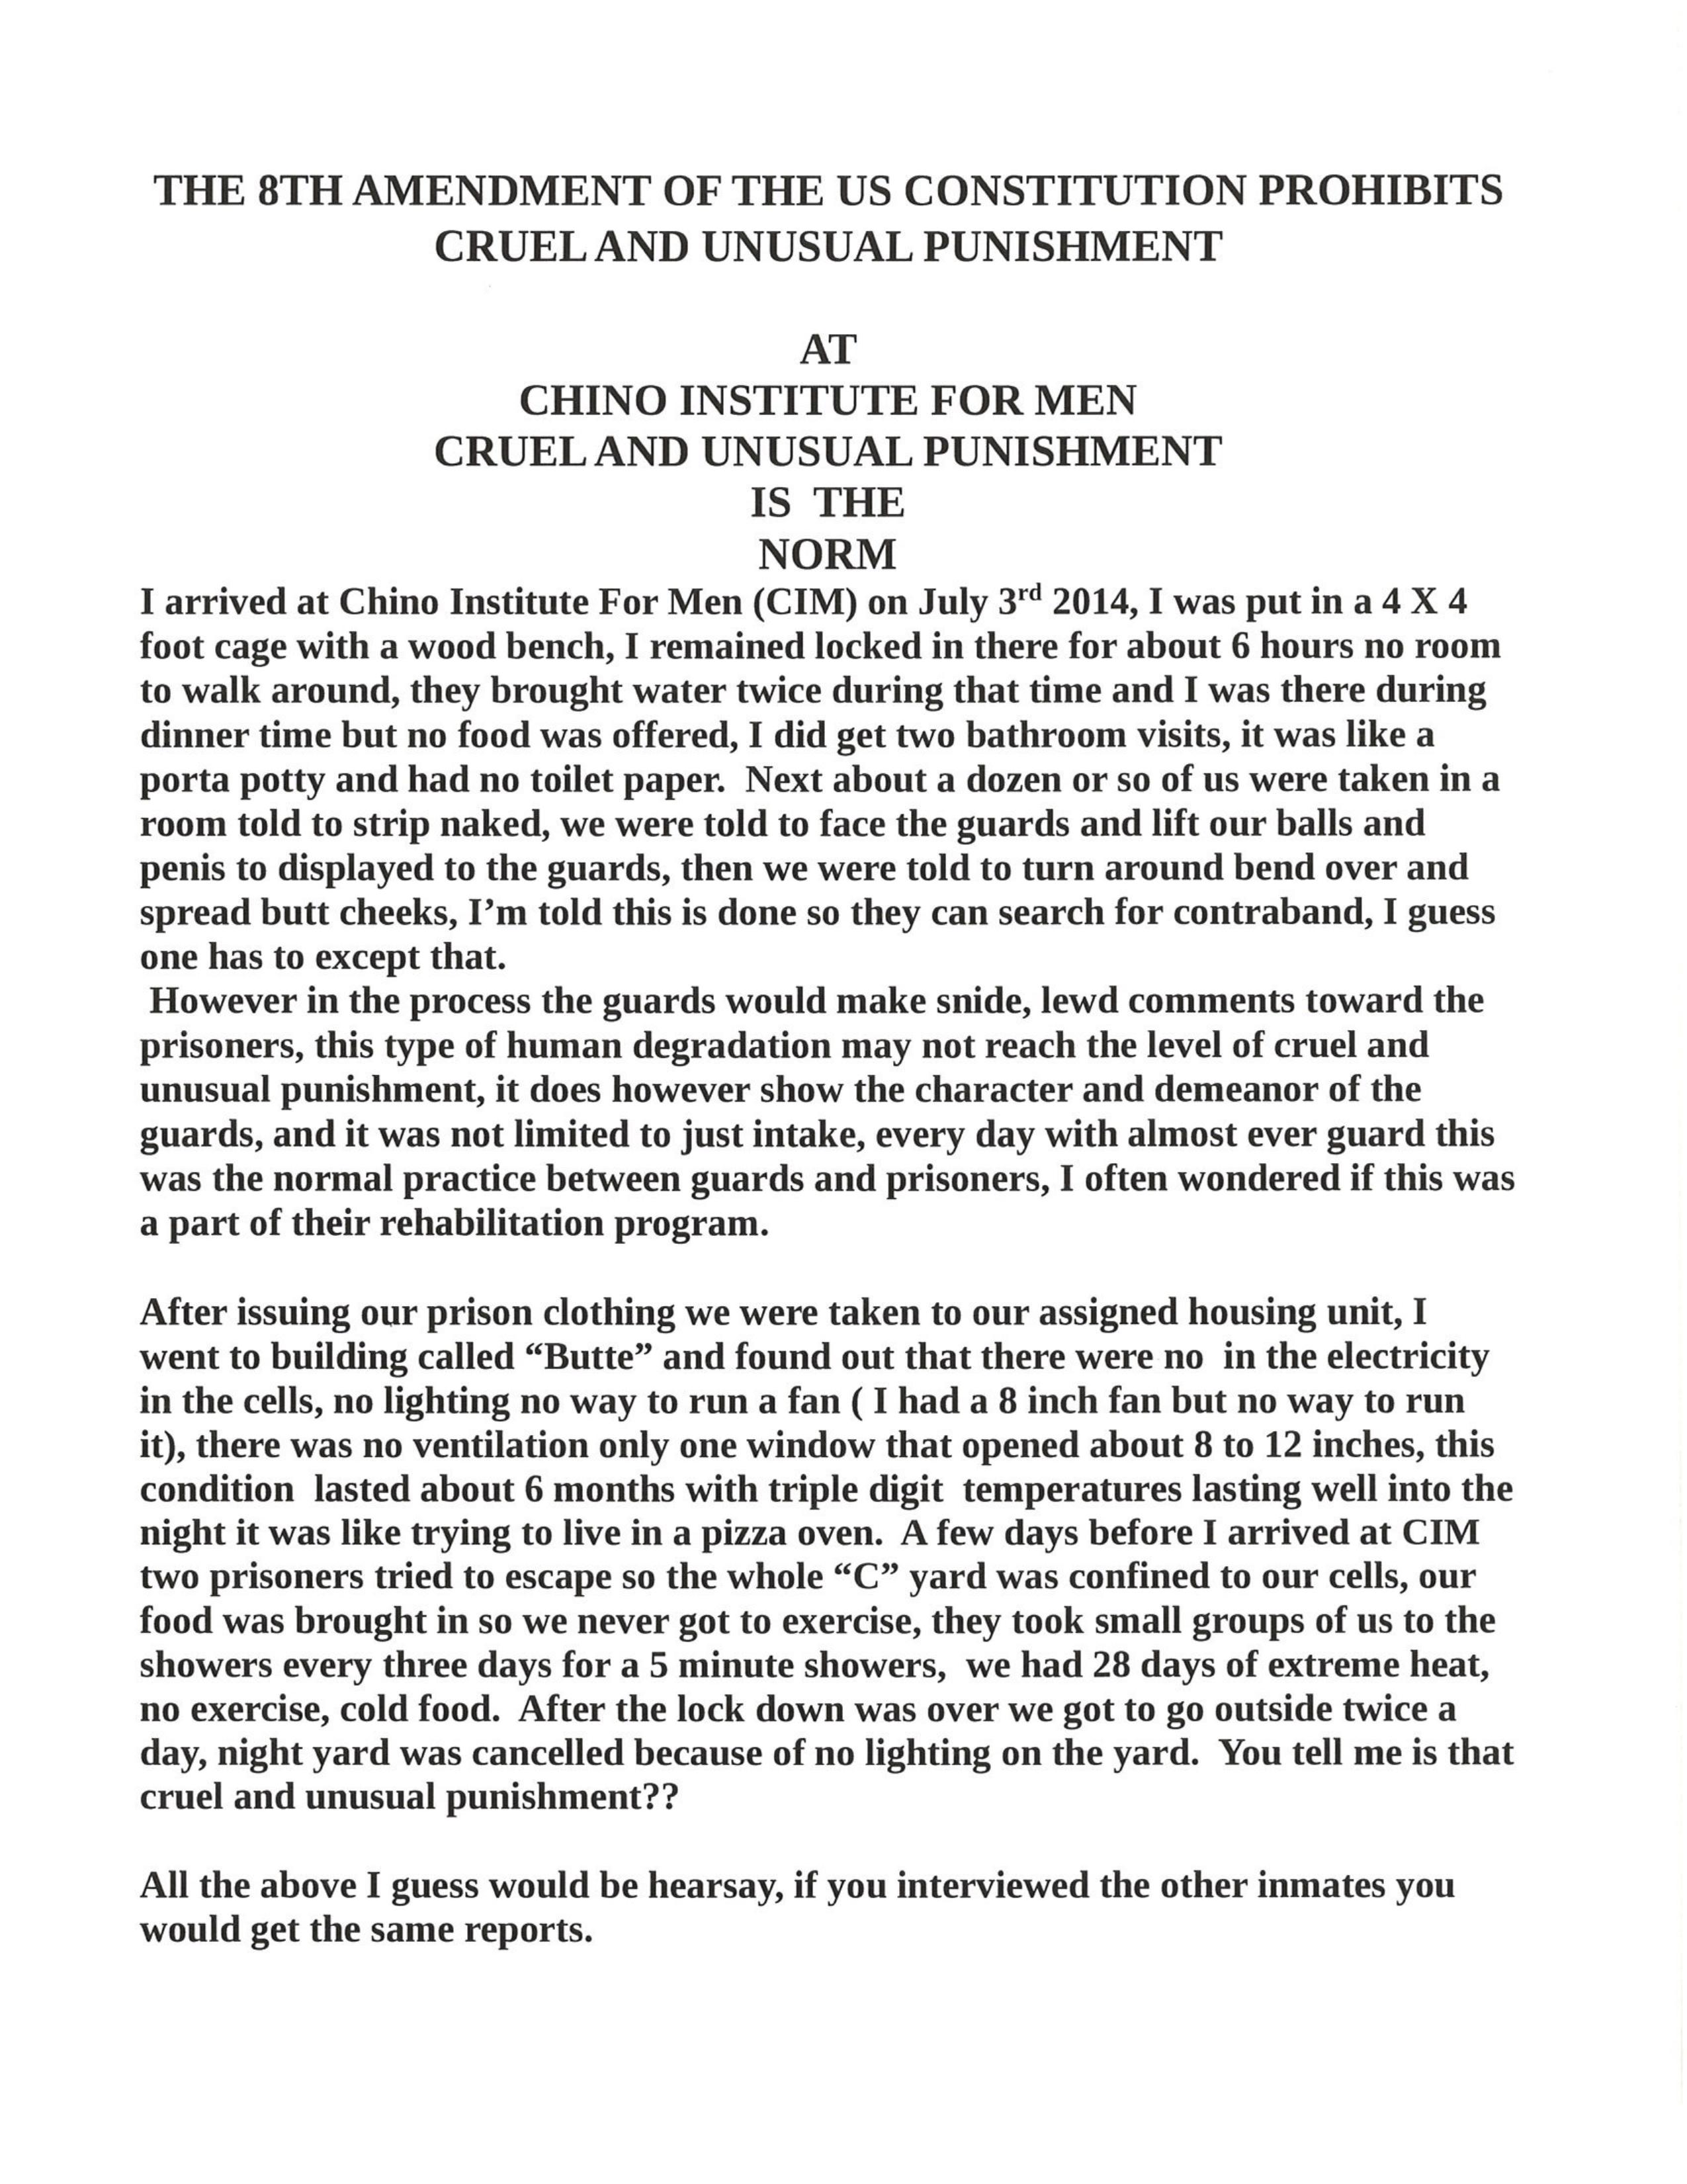 THE 8TH AMENDMENT OF THE US CONSTITUTION PROHIBITS
CRUEL AND UNUSUAL PUNISHMENT
AT
CHINO INSTITUTE FOR MEN
CRUEL AND UNUSUAL PUNISHMENT
IS THE
NORM
I arrived at Chino Institute For Men (CIM) on July 3rd 2014, I was put in a 4 X 4
foot cage with a wood bench, I remained locked in there for about 6 hours no room
to walk around, they brought water twice during that time and I was there during
dinner time but no food was offered, I did get two bathroom visits, it was like a
porta potty and had no toilet paper.  Next about a dozen or so of us were taken in a
room told to strip naked, we were told to face the guards and lift our balls and
penis to displayed to the guards, then we were told to turn around bend over and
spread butt cheeks, I’m told this is done so they can search for contraband, I guess
one has to except that.
However in the process the guards would make snide, lewd comments toward the
prisoners, this type of human degradation may not reach the level of cruel and
unusual punishment, it does however show the character and demeanor of the
guards, and it was not limited to just intake, every day with almost ever guard this
was the normal practice between guards and prisoners, I often wondered if this was
a part of their rehabilitation program.
After issuing our prison clothing we were taken to our assigned housing unit, I
went to building called “Butte” and found out that there were no  in the electricity
in the cells, no lighting no way to run a fan ( I had a 8 inch fan but no way to run
it), there was no ventilation only one window that opened about 8 to 12 inches, this
condition  lasted about 6 months with triple digit  temperatures lasting well into the
night it was like trying to live in a pizza oven.  A few days before I arrived at CIM
two prisoners tried to escape so the whole “C” yard was confined to our cells, our
food was brought in so we never got to exercise, they took small groups of us to the
showers every three days for a 5 minute showers,  we had 28 days of extreme heat,
no exercise, cold food.  After the lock down was over we got to go outside twice a
day, night yard was cancelled because of no lighting on the yard.  You tell me is that
cruel and unusual punishment??
All the above I guess would be hearsay, if you interviewed the other inmates you
would get the same reports.